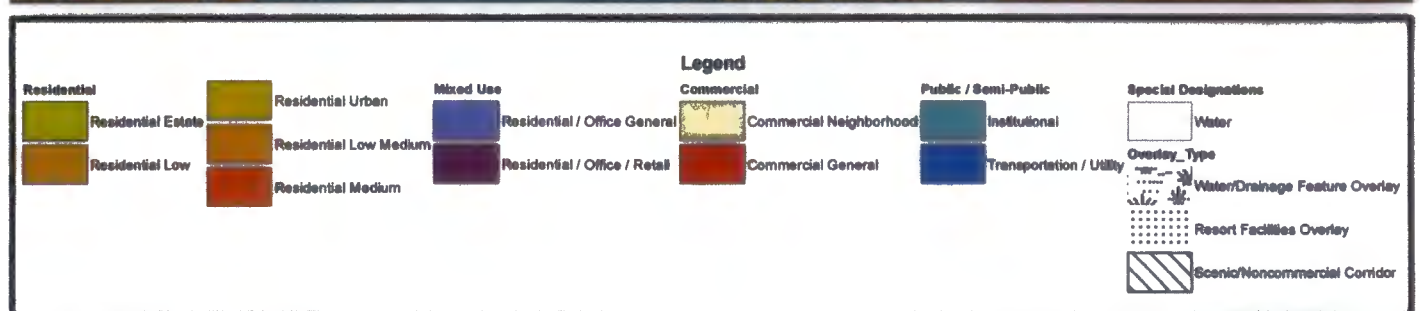 Legend
Residential
Residential Estate
Residential Low
Residential Urban
Residential Low Medium
Residential Medium
Mixed Use
Residential / Office General
Residential / Office / Retail
Commercial
Commercial Neighborhood
Commercial General
Public / Semi-Public
Institutional
Transportation / Utility
Special Designations
Water
Overlay_Type
Water/Drainage Feature Overlay
Resort Facilities Overlay
Scenic/Noncommercial Corridor